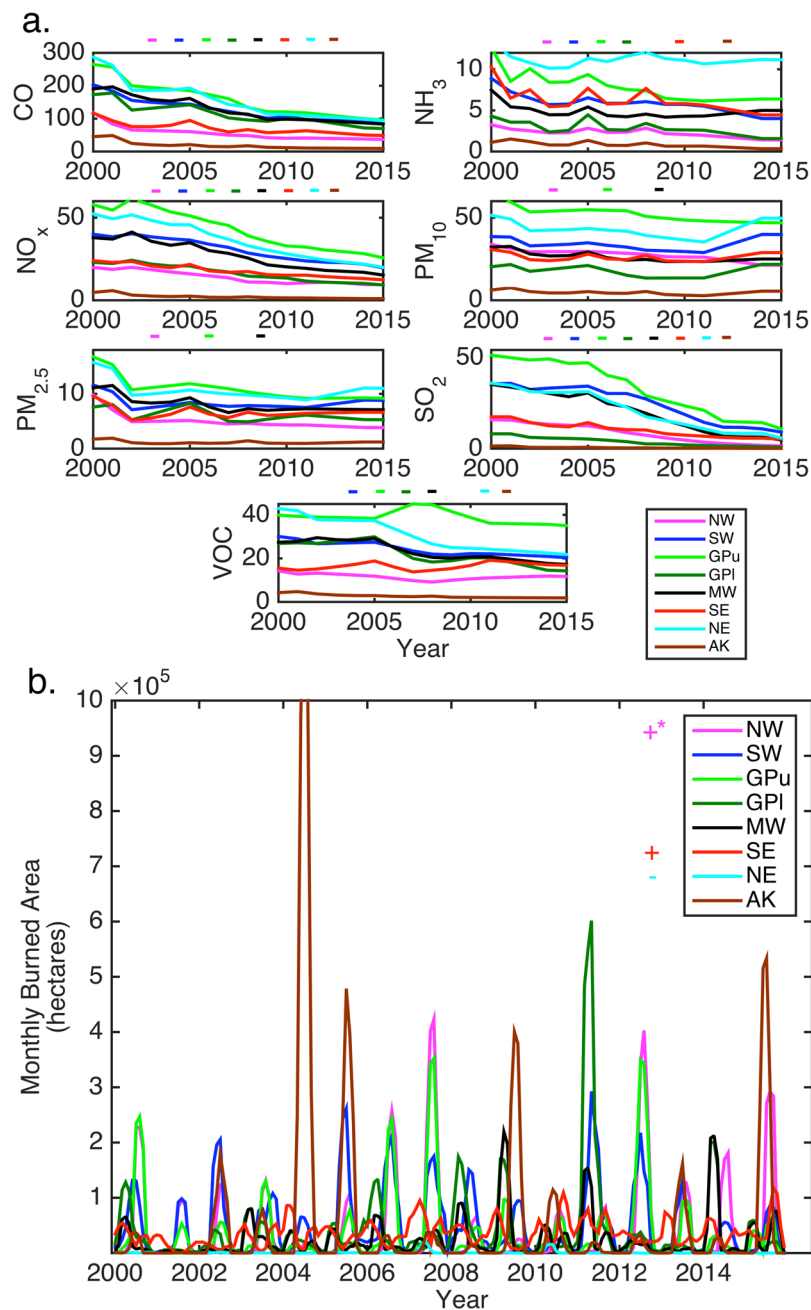 a.
CO
300
200
100
0
2000 2005 2010 2015
NH3
10
5
0
2000 2005 2010 2015
NOx
50
0
2000 2005 2010 2015
PM10
50
0
2000 2005 2010 2015
PM2.5
10
0
2000 2005 2010 2015
SO2
50
0
2000 2005 2010 2015
VOC
40
20
0
2000 2005 2010 2015
Year
NW
SW
GPu
GPl
MW
SE
NE
AK
b.
×10^5
Monthly Burned Area
(hectares)
10
9
8
7
6
5
4
3
2
1
+*
+
-
NW
SW
GPu
GPl
MW
SE
NE
AK
2000 2002 2004 2006 2008 2010 2012 2014
Year